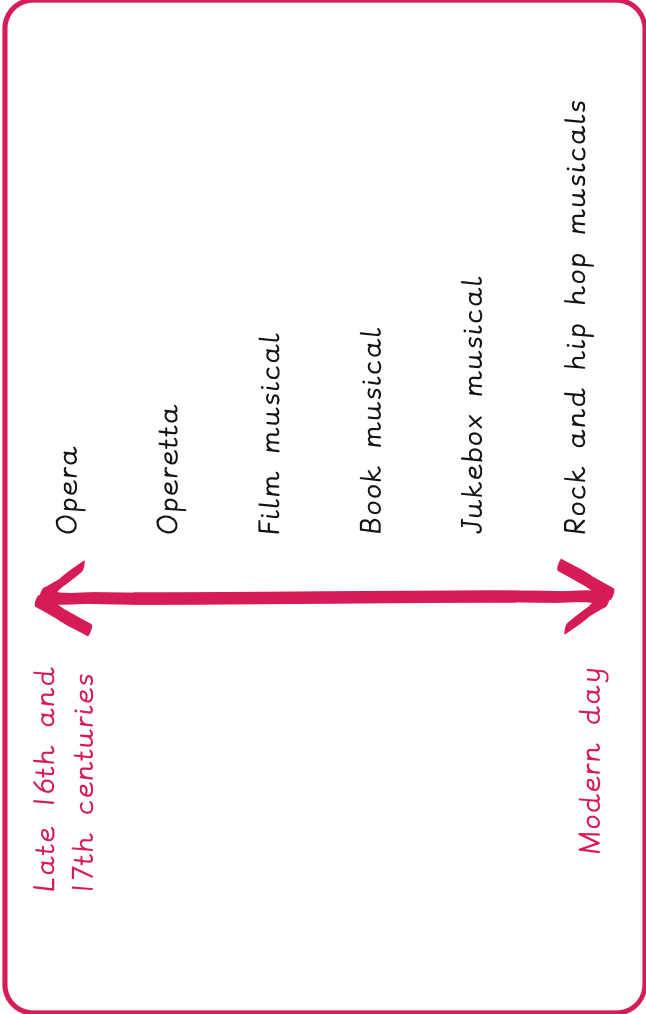 Late 16th and
17th centuries
Opera
Operetta
Film musical
Book musical
Jukebox musical
Rock and hip hop musicals
Modern day